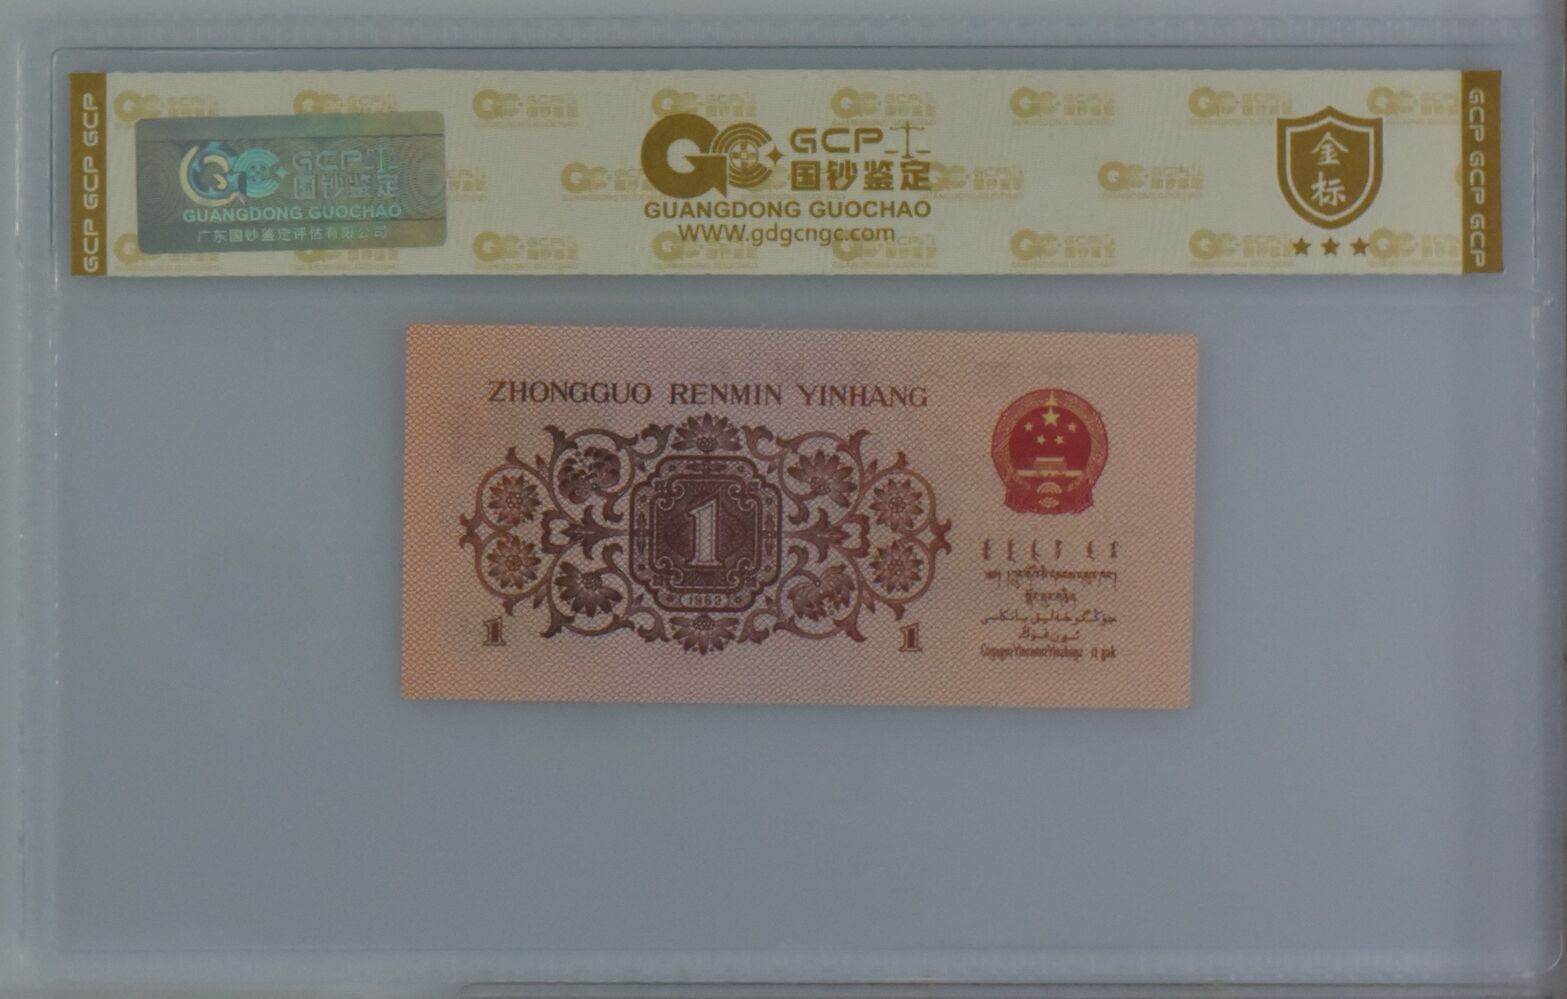 GCP GCP GCP
GCP
国钞鉴定
GUANGDONG GUOCHAO
广东国钞鉴定评估有限公司
GCP
国钞鉴定
GUANGDONG GUOCHAO
WWW.gdgcngc.com
金
标
GCP GCP GCP
ZHONGGUO RENMIN YINHANG
1
1962
1
1